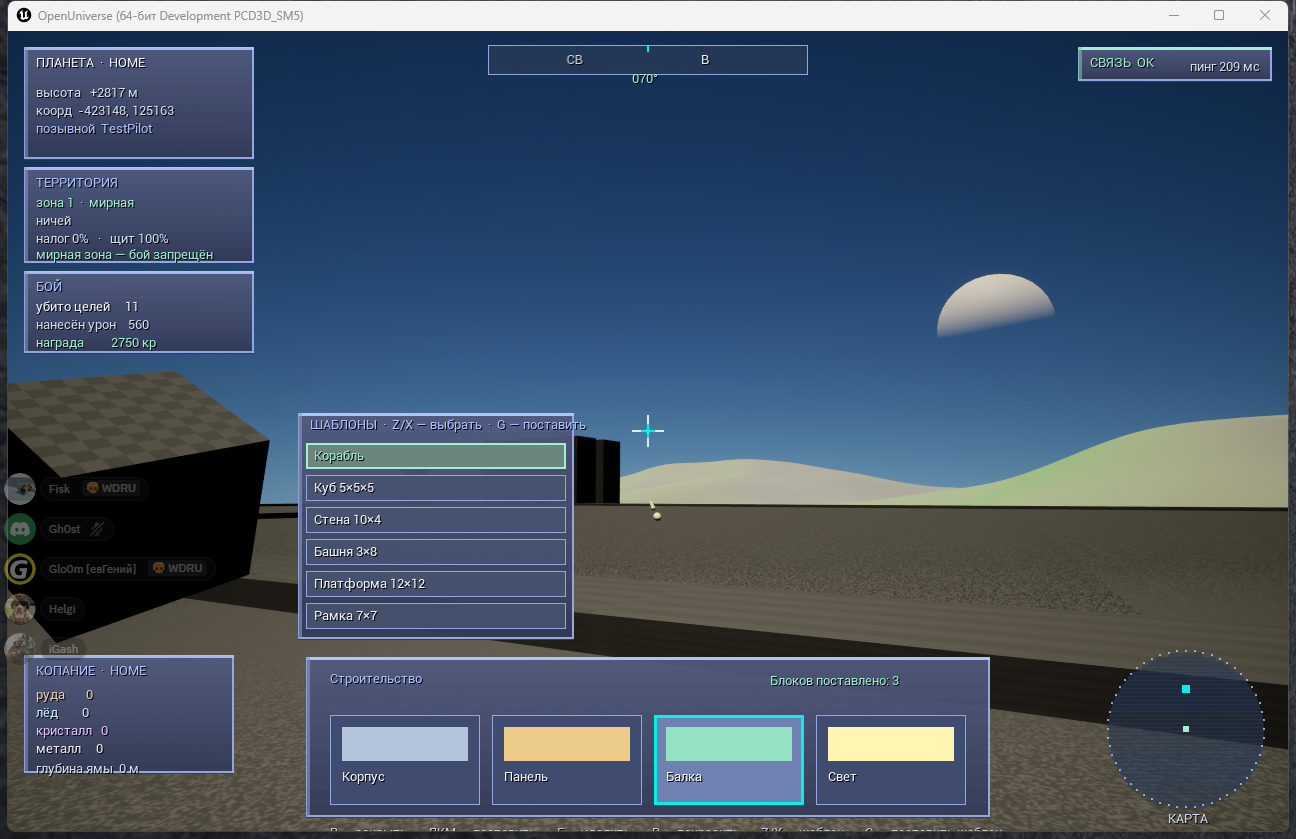 OpenUniverse (64-бит Development PCD3D_SM5)
ПЛАНЕТА · HOME
высота +2817 м
коорд -423148, 125163
позывной TestPilot
СВ В
070°
СВЯЗЬ ОК пинг 209 мс
ТЕРРИТОРИЯ
зона 1 · мирная
ничей
налог 0% · щит 100%
мирная зона — бой запрещён
БОЙ
убито целей 11
нанесён урон 560
награда 2750 кр
ШАБЛОНЫ · Z/X — выбрать · G — поставить
Корабль
Куб 5×5×5
Стена 10×4
Башня 3×8
Платформа 12×12
Рамка 7×7
Fisk WDRU
Gh0st
Glo0m [евГений] WDRU
Helgi
iGash
КОПАНИЕ · HOME
руда 0
лёд 0
кристалл 0
металл 0
глубина ямы 0 м
Строительство
Блоков поставлено: 3
Корпус
Панель
Балка
Свет
КАРТА